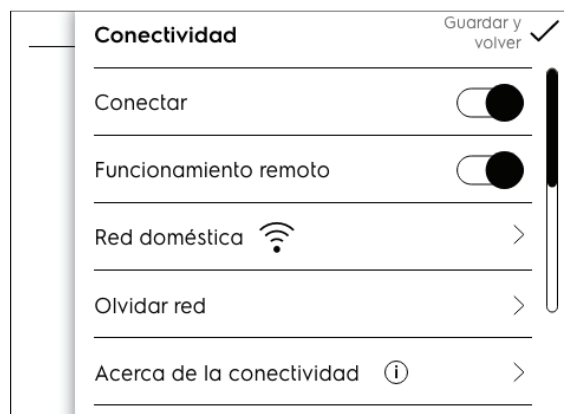 Conectividad
Guardar y
volver
Conectar
Funcionamiento remoto
Red doméstica
Olvidar red
Acerca de la conectividad